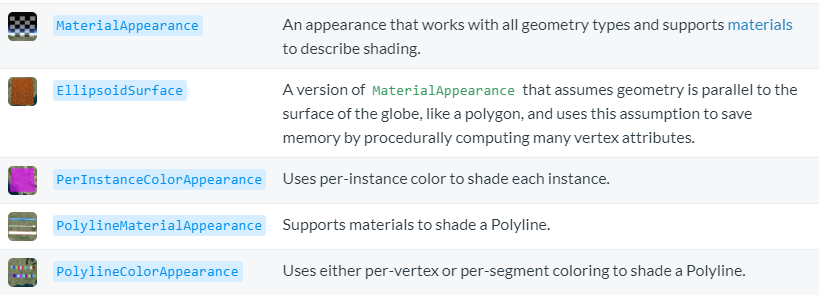 MaterialAppearance An appearance that works with all geometry types and supports materials
to describe shading.
EllipsoidSurface A version of MaterialAppearance that assumes geometry is parallel to the
surface of the globe, like a polygon, and uses this assumption to save
memory by procedurally computing many vertex attributes.
PerInstanceColorAppearance Uses per-instance color to shade each instance.
PolylineMaterialAppearance Supports materials to shade a Polyline.
PolylineColorAppearance Uses either per-vertex or per-segment coloring to shade a Polyline.